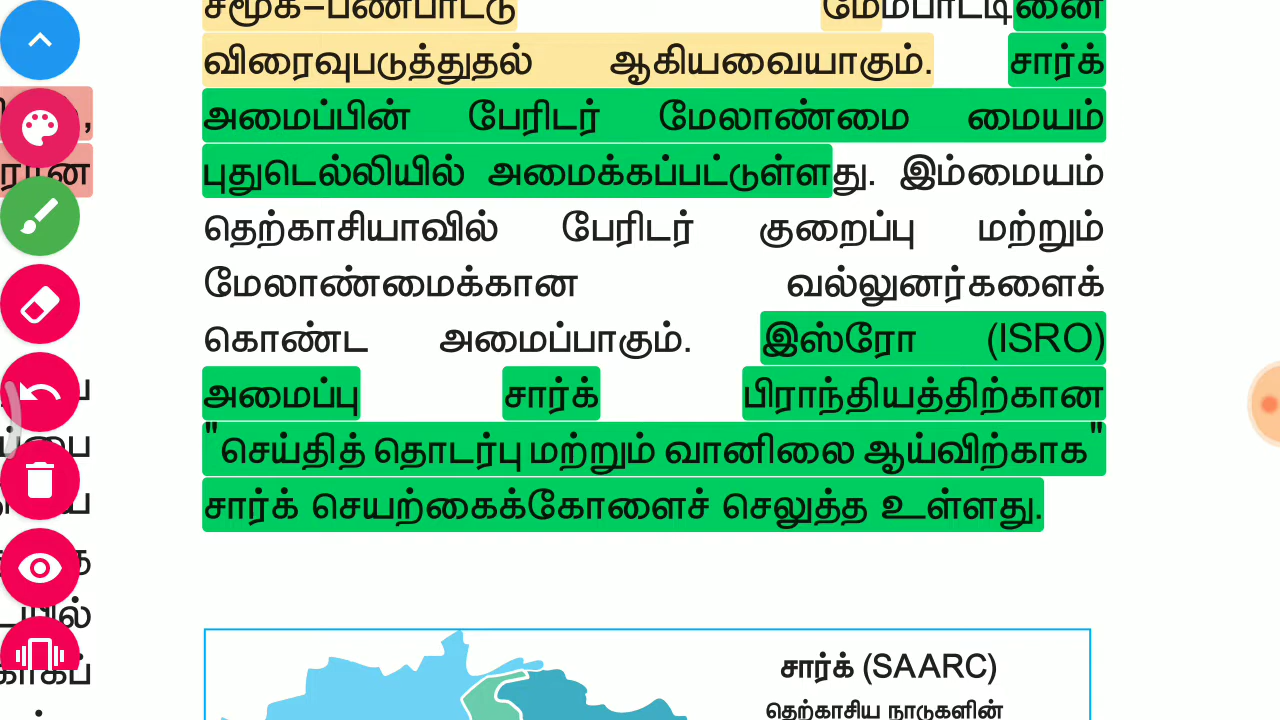 சமூக-பண்பாட்டு மேம்பாட்டினை
விரைவுபடுத்துதல் ஆகியவையாகும். சார்க்
அமைப்பின் பேரிடர் மேலாண்மை மையம்
புதுடெல்லியில் அமைக்கப்பட்டுள்ளது. இம்மையம்
தெற்காசியாவில் பேரிடர் குறைப்பு மற்றும்
மேலாண்மைக்கான வல்லுனர்களைக்
கொண்ட அமைப்பாகும். இஸ்ரோ (ISRO)
அமைப்பு சார்க் பிராந்தியத்திற்கான
"செய்தித் தொடர்பு மற்றும் வானிலை ஆய்விற்காக"
சார்க் செயற்கைக்கோளைச் செலுத்த உள்ளது.
சார்க் (SAARC)
தெற்காசிய நாடுகளின்